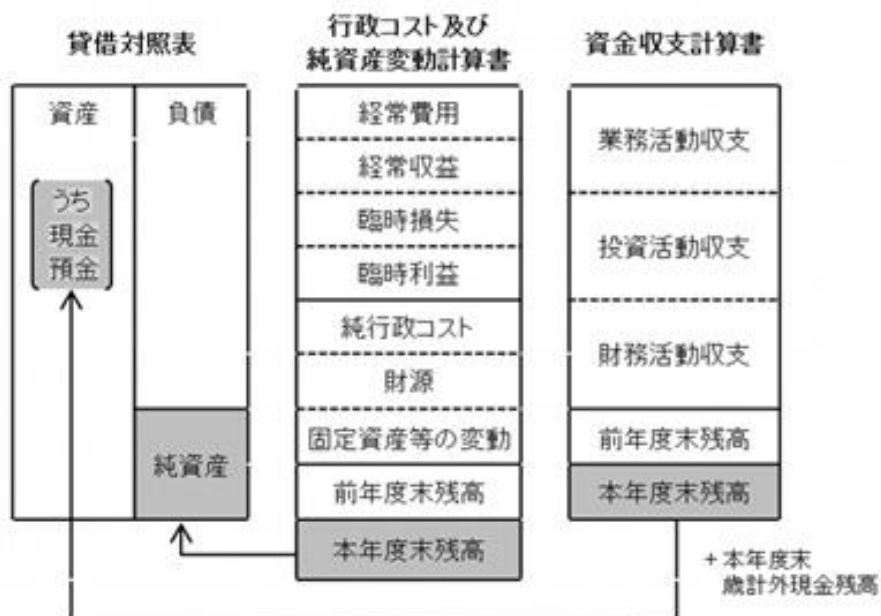 貸借対照表
資産
負債
うち
現金
預金
純資産
行政コスト及び
純資産変動計算書
経常費用
経常収益
臨時損失
臨時利益
純行政コスト
財源
固定資産等の変動
前年度末残高
本年度末残高
資金収支計算書
業務活動収支
投資活動収支
財務活動収支
前年度末残高
本年度末残高
+本年度末
歳計外現金残高